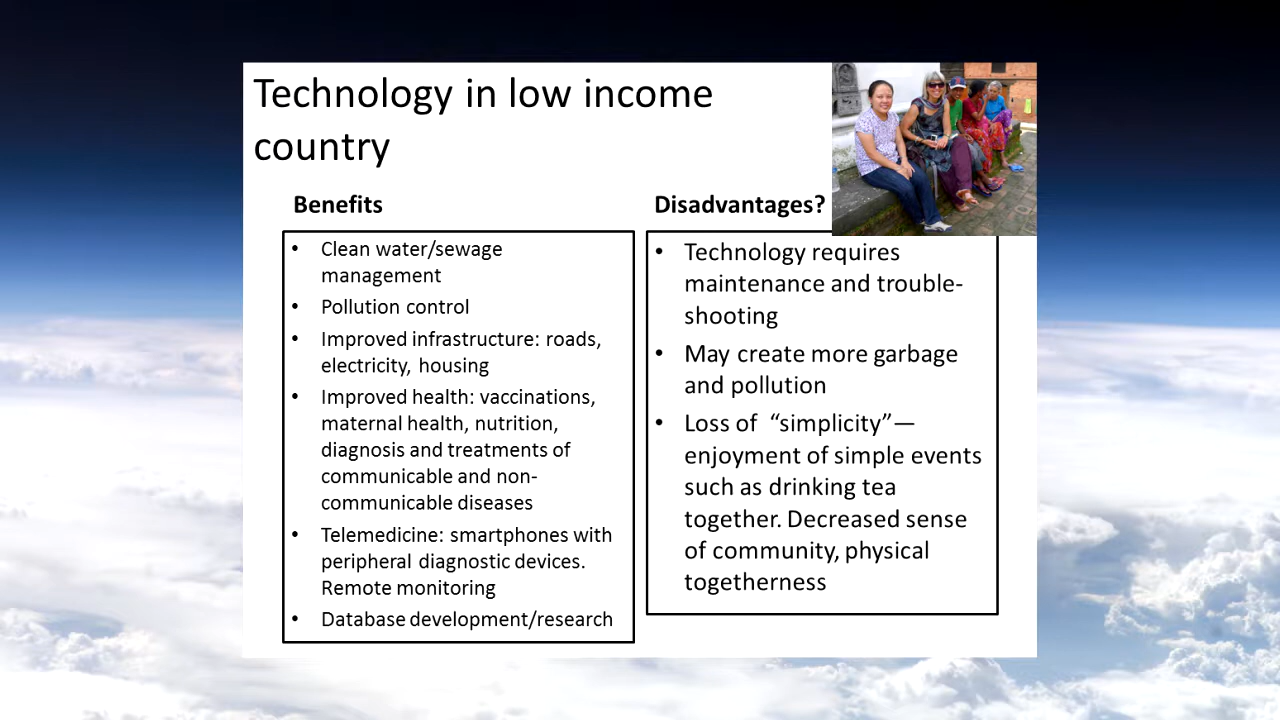 Technology in low income
country
Benefits
• Clean water/sewage
management
• Pollution control
• Improved infrastructure: roads,
electricity, housing
• Improved health: vaccinations,
maternal health, nutrition,
diagnosis and treatments of
communicable and non-
communicable diseases
• Telemedicine: smartphones with
peripheral diagnostic devices.
Remote monitoring
• Database development/research
Disadvantages?
• Technology requires
maintenance and trouble-
shooting
• May create more garbage
and pollution
• Loss of “simplicity”—
enjoyment of simple events
such as drinking tea
together. Decreased sense
of community, physical
togetherness